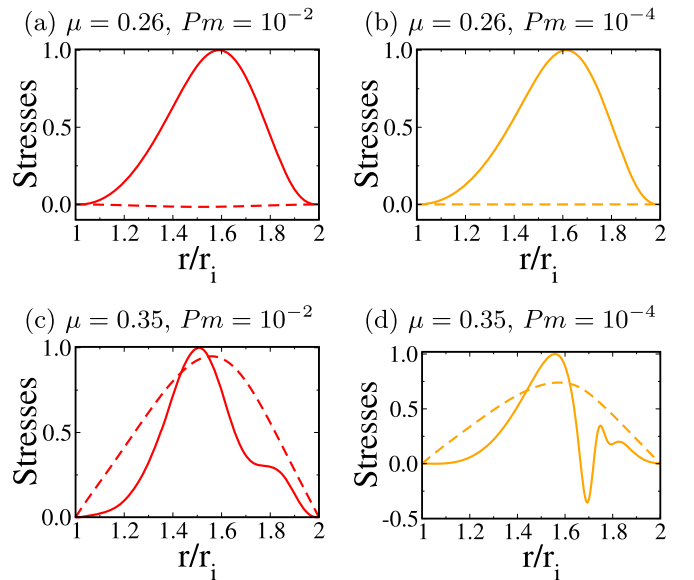 (a) μ = 0.26, Pm = 10⁻²
(b) μ = 0.26, Pm = 10⁻⁴
Stresses
1.0
0.5
0.0
1 1.2 1.4 1.6 1.8 2
r/rᵢ
Stresses
1.0
0.5
0.0
1 1.2 1.4 1.6 1.8 2
r/rᵢ
(c) μ = 0.35, Pm = 10⁻²
(d) μ = 0.35, Pm = 10⁻⁴
Stresses
1.0
0.5
0.0
1 1.2 1.4 1.6 1.8 2
r/rᵢ
Stresses
1.0
0.5
0.0
-0.5
1 1.2 1.4 1.6 1.8 2
r/rᵢ